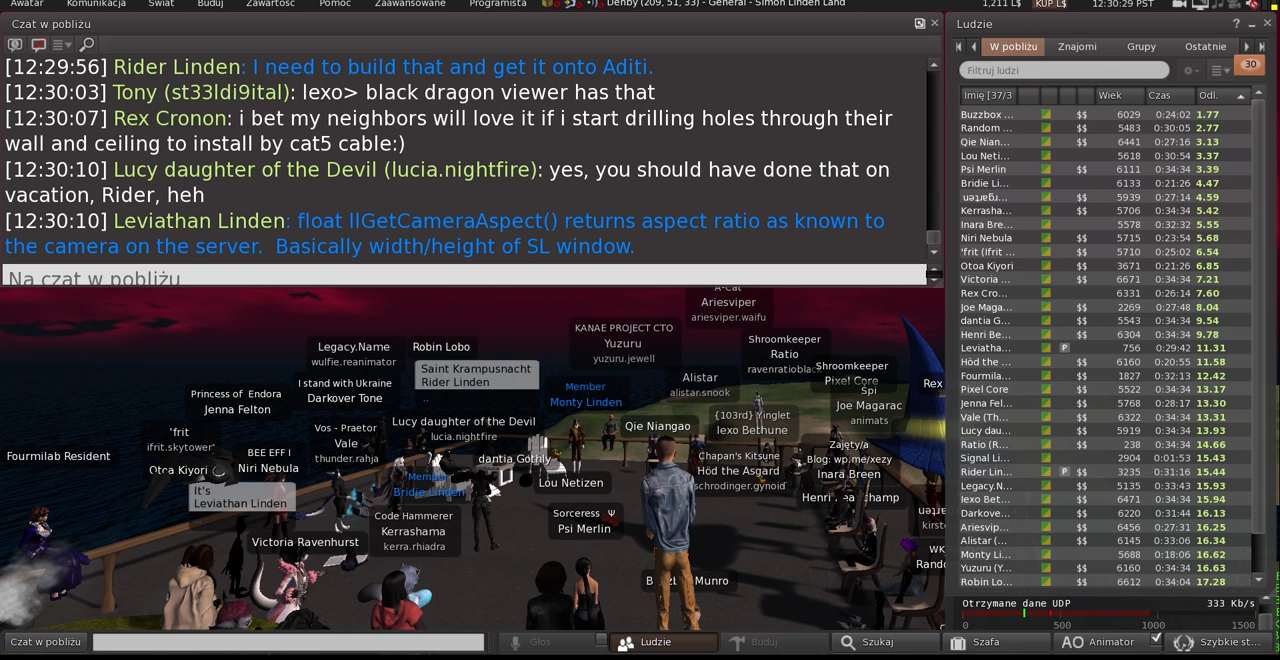 Awatar Komunikacja Świat Buduj Zawartość Pomoc Zaawansowane Programista Denby (209, 51, 33) - General - Simon Linden Land 1,211 L$ KUP L$ 12:30:29 PST
Czat w pobliżu
[12:29:56] Rider Linden: I need to build that and get it onto Aditi.
[12:30:03] Tony (st33ldi9ital): lexo> black dragon viewer has that
[12:30:07] Rex Cronon: i bet my neighbors will love it if i start drilling holes through their
wall and ceiling to install by cat5 cable:)
[12:30:10] Lucy daughter of the Devil (lucia.nightfire): yes, you should have done that on
vacation, Rider, heh
[12:30:10] Leviathan Linden: float llGetCameraAspect() returns aspect ratio as known to
the camera on the server.  Basically width/height of SL window.
Na czat w pobliżu
A-Cat
Ariesviper
ariesviper.waifu
KANAE PROJECT CTO
Yuzuru
yuzuru.jewell
Legacy.Name
wulfie.reanimator
Robin Lobo
Shroomkeeper
Ratio
ravenratioblack
Saint Krampusnacht
Rider Linden
..
Shroomkeeper
Pixel Core
I stand with Ukraine
Darkover Tone
Member
Monty Linden
Alistar
alistar.snook
Rex
Princess of Endora
Jenna Felton
Spi
Joe Magarac
animats
Lucy daughter of the Devil
lucia.nightfire
{103rd} Yinglet
lexo Bethune
Qie Niangao
'frit
ifrit.skytower
Vos - Praetor
Vale
thunder.rahja
Zajęty/a
Blog: wp.me/xezy
Inara Breen
BEE EFF I
Niri Nebula
Fourmilab Resident
Otoa Kiyori
dantia Gothly
Chapan's Kitsune
Höd the Asgard
schrodinger.gynoid
Member
Bridie Linden
Lou Netizen
It's
Leviathan Linden
Henri
champ
Code Hammerer
Kerrashama
kerra.rhiadra
Sorceress Ψ
Psi Merlin
kirst
Victoria Ravenhurst
WK
Rando
Munro
Czat w pobliżu Głos Ludzie Buduj Szukaj Szafa AO Animator Szybkie st...
Ludzie
W pobliżu Znajomi Grupy Ostatnie
Filtruj ludzi 30
Imię [37/3 Wiek Czas Odl.
Buzzbox ... $$ 6029 0:24:02 1.77
Random ... $$ 5483 0:30:05 2.77
Qie Nian... $$ 6441 0:27:16 3.13
Lou Neti... 5618 0:30:54 3.37
Psi Merlin $$ 6111 0:34:34 3.39
Bridie Li... 6133 0:21:26 4.47
$$ 5939 0:27:14 4.59
Kerrasha... $$ 5706 0:34:34 5.42
Inara Bre... 5578 0:32:32 5.55
Niri Nebula $$ 5715 0:23:54 5.68
'frit (Ifrit ... $$ 5710 0:25:02 6.54
Otoa Kiyori $$ 3671 0:21:26 6.85
Victoria ... $$ 6671 0:34:34 7.21
Rex Cro... 6331 0:26:14 7.60
Joe Maga... $$ 2269 0:27:48 8.04
dantia G... $$ 5543 0:34:34 9.54
Henri Be... $$ 6304 0:34:34 9.78
Leviatha... P 756 0:29:42 11.31
Höd the ... $$ 6160 0:20:55 11.58
Fourmila... $$ 1827 0:32:13 12.42
Pixel Core $$ 5522 0:34:34 13.17
Jenna Fel... $$ 5768 0:28:17 13.30
Vale (Th... $$ 6322 0:34:34 13.31
Lucy dau... $$ 5919 0:34:34 13.93
Ratio (R... $$ 238 0:34:34 14.66
Signal Li... 2904 0:01:53 15.43
Rider Lin... P $$ 3235 0:31:16 15.44
Legacy.N... $$ 5135 0:33:43 15.93
lexo Bet... $$ 6471 0:34:34 15.94
Darkove... $$ 6220 0:31:44 16.13
Ariesvip... $$ 6456 0:27:31 16.25
Alistar (... $$ 6145 0:33:06 16.34
Monty Li... 5688 0:18:06 16.62
Yuzuru (Y... $$ 6160 0:34:34 16.63
Robin Lo... $$ 6612 0:34:04 17.28
Otrzymane dane UDP 333 Kb/s
0 500 1000 1500